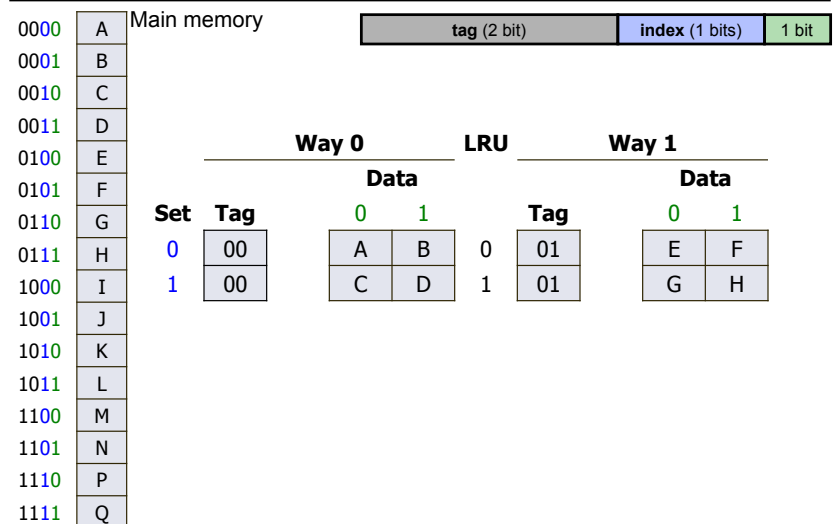 Main memory
tag (2 bit) index (1 bits) 1 bit
0000 A
0001 B
0010 C
0011 D
0100 E
0101 F
0110 G
0111 H
1000 I
1001 J
1010 K
1011 L
1100 M
1101 N
1110 P
1111 Q
Way 0 LRU Way 1
Data Data
Set Tag 0 1 Tag 0 1
0 00 A B 0 01 E F
1 00 C D 1 01 G H